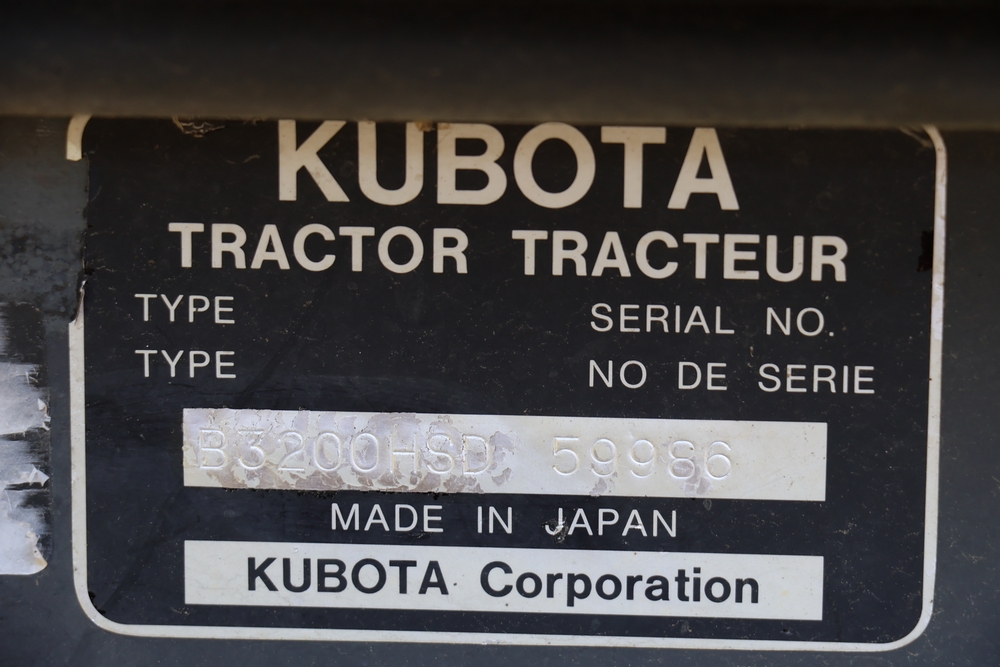 KUBOTA
TRACTOR TRACTEUR
TYPE SERIAL NO.
TYPE NO DE SERIE
B3200HSD 59986
MADE IN JAPAN
KUBOTA Corporation